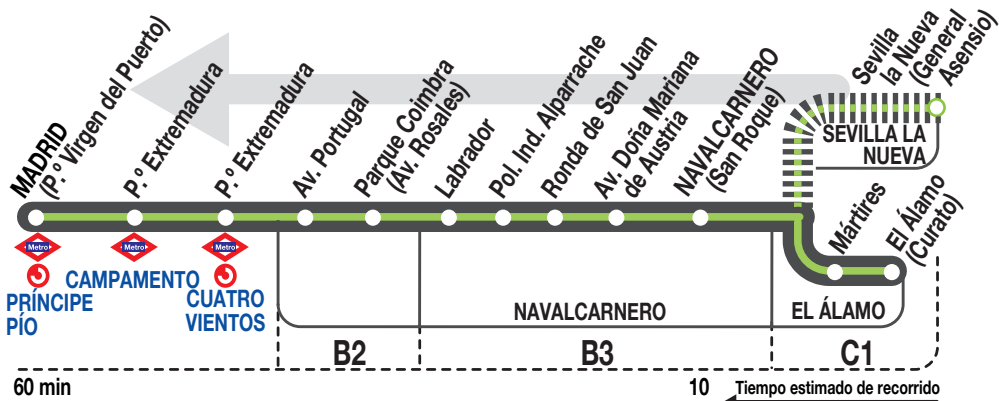 MADRID
(P.º Virgen del Puerto)
P.º Extremadura
P.º Extremadura
Av. Portugal
Parque Coimbra
(Av. Rosales)
Labrador
Pol. Ind. Alparrache
Ronda de San Juan
Av. Doña Mariana
de Austria
NAVALCARNERO
(San Roque)
Sevilla
la Nueva
(General
Asensio)
SEVILLA LA
NUEVA
Mártires
El Álamo
(Curato)
Metro
Metro
Metro
PRÍNCIPE
PÍO
CAMPAMENTO
CUATRO
VIENTOS
NAVALCARNERO
EL ÁLAMO
B2
B3
C1
60 min
10
Tiempo estimado de recorrido